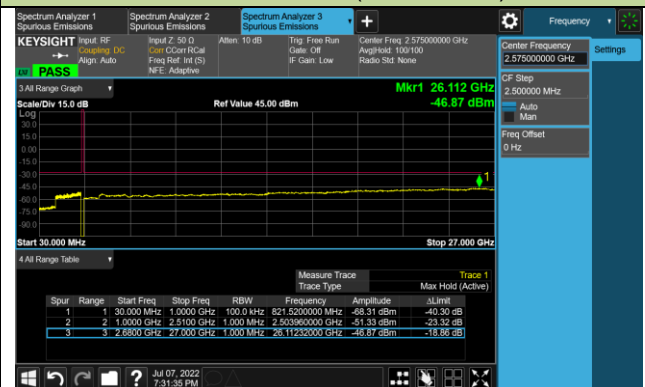 Spectrum Analyzer 1
Spurious Emissions
Spectrum Analyzer 2
Spurious Emissions
Spectrum Analyzer 3
Spurious Emissions
Frequency
KEYSIGHT
Input: RF
Coupling: DC
Align: Auto
Input Z: 50 Ω
Corr CCorr RCal
Freq Ref: Int (S)
NFE: Adaptive
Atten: 10 dB
Trig: Free Run
Gate: Off
IF Gain: Low
Center Freq: 2.575000000 GHz
Avg|Hold: 100/100
Radio Std: None
PASS
Center Frequency
2.575000000 GHz
Settings
CF Step
2.500000 MHz
Auto
Man
Freq Offset
0 Hz
3 All Range Graph
Mkr1 26.112 GHz
Scale/Div 15.0 dB
Ref Value 45.00 dBm
-46.87 dBm
Log
30.0
15.0
0.00
-15.0
-30.0
-45.0
-60.0
-75.0
-90.0
1
Start 30.000 MHz
Stop 27.000 GHz
4 All Range Table
Measure Trace Trace 1
Trace Type Max Hold (Active)
Spur Range Start Freq Stop Freq RBW Frequency Amplitude ΔLimit
1 1 30.000 MHz 1.0000 GHz 100.0 kHz 821.5200000 MHz -68.31 dBm -40.30 dB
2 2 1.0000 GHz 2.5100 GHz 1.000 MHz 2.503960000 GHz -51.33 dBm -23.32 dB
3 3 2.6800 GHz 27.000 GHz 1.000 MHz 26.11232000 GHz -46.87 dBm -18.86 dB
Jul 07, 2022
7:31:35 PM